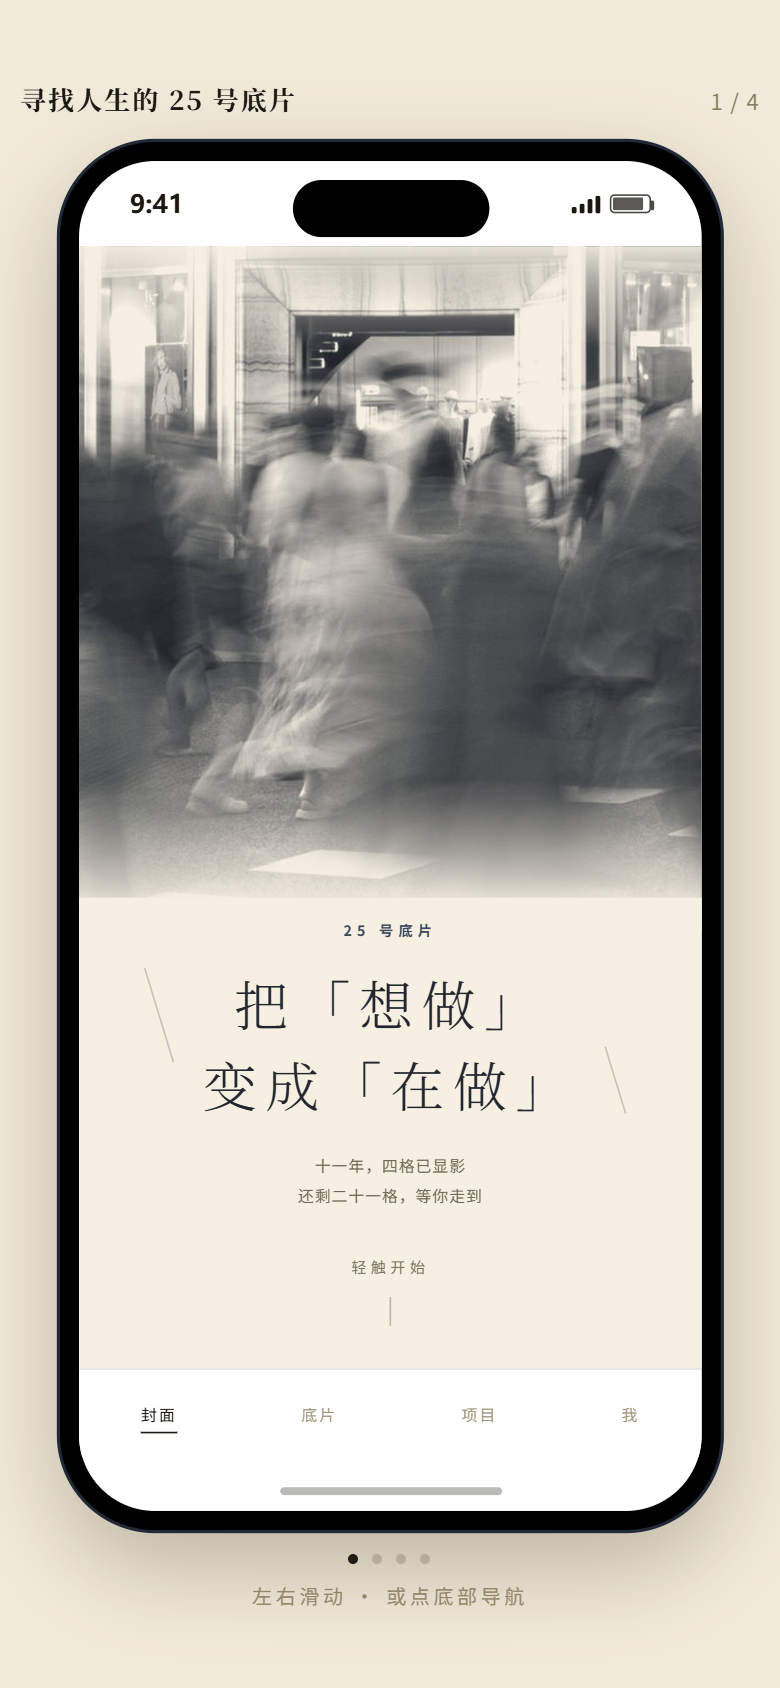 寻找人生的 25 号底片
1 / 4
9:41
25 号底片
把「想做」
变成「在做」
十一年，四格已显影
还剩二十一格，等你走到
轻触开始
封面
底片
项目
我
左右滑动 · 或点底部导航